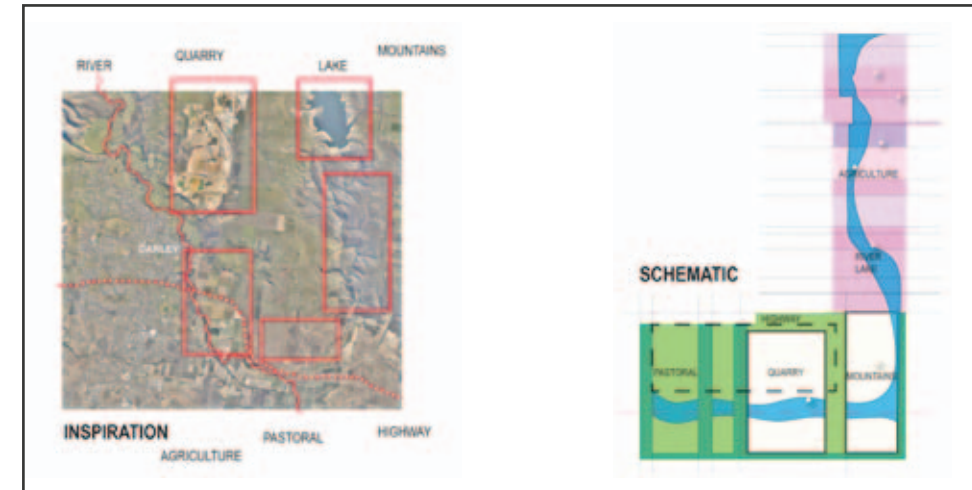 RIVER
QUARRY
LAKE
MOUNTAINS
DARLEY
INSPIRATION
AGRICULTURE
PASTORAL
HIGHWAY
SCHEMATIC
AGRICULTURE
RIVER
LAKE
HIGHWAY
PASTORAL
QUARRY
MOUNTAINS